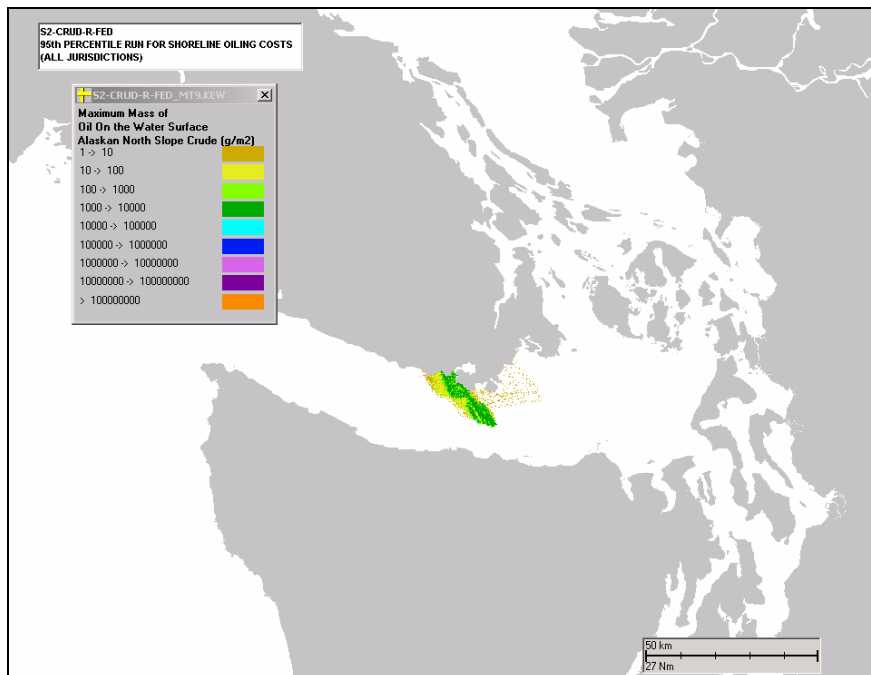 S2-CRUD-R-FED
95th PERCENTILE RUN FOR SHORELINE OILING COSTS
(ALL JURISDICTIONS)
S2-CRUD-R-FED_MT9.KEW
Maximum Mass of
Oil On the Water Surface
Alaskan North Slope Crude (g/m2)
1 -> 10
10 -> 100
100 -> 1000
1000 -> 10000
10000 -> 100000
100000 -> 1000000
1000000 -> 10000000
10000000 -> 100000000
> 100000000
50 km
27 Nm